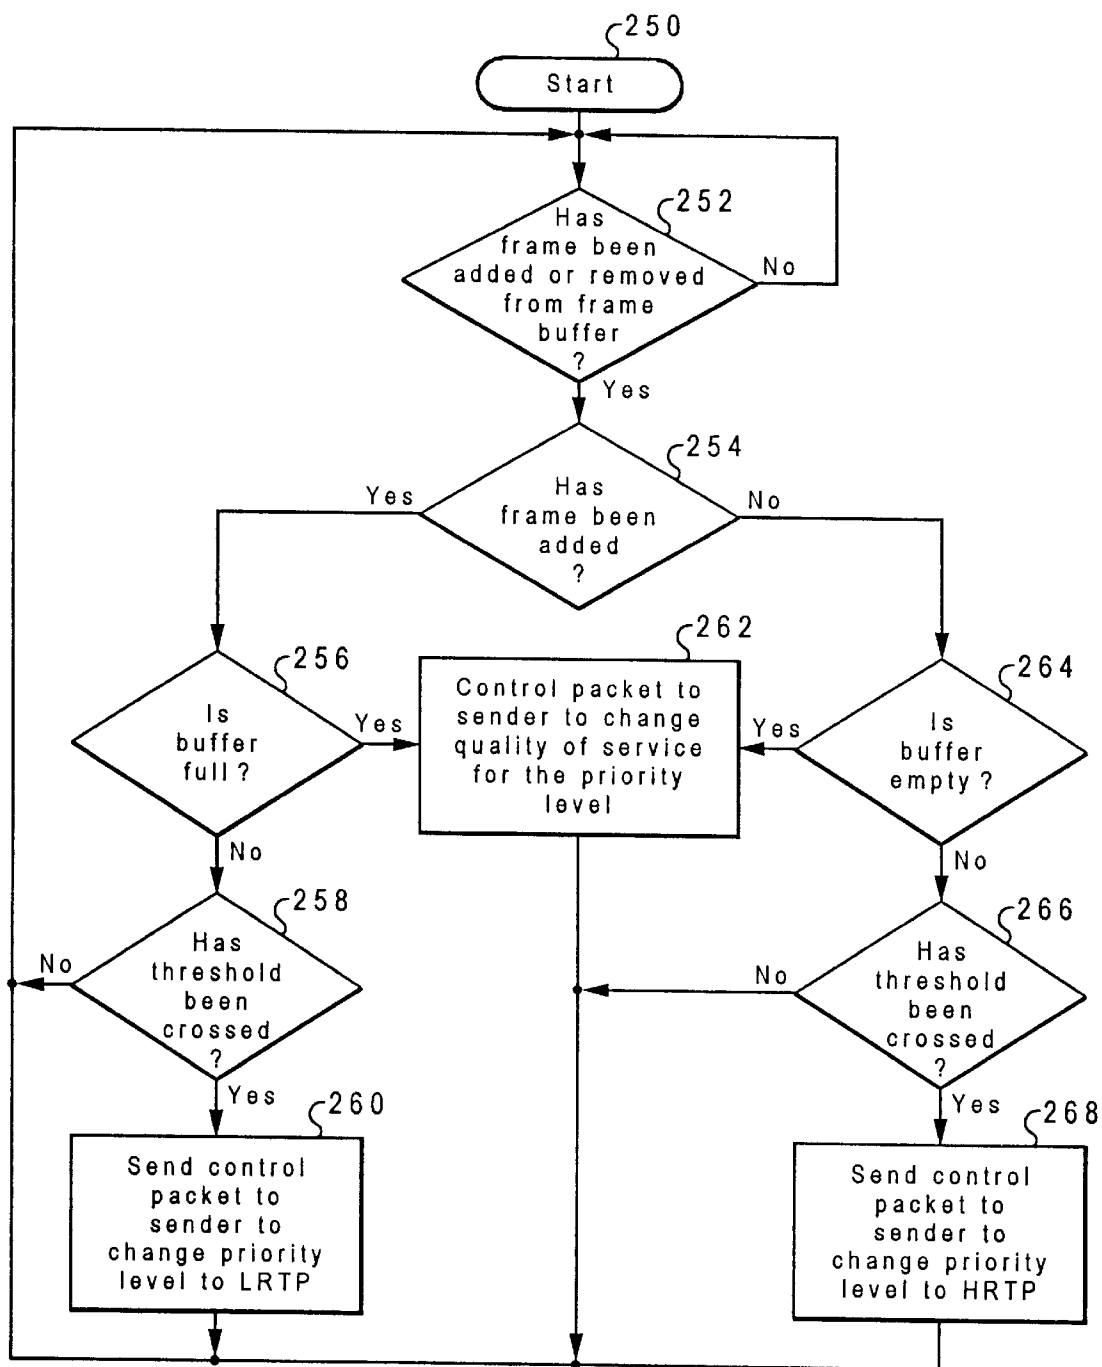 250
Start
252
Has
frame been
added or removed
from frame
buffer
?
No
Yes
254
Has
frame been
added
?
Yes
No
256
Is
buffer
full?
Yes
No
262
Control packet to
sender to change
quality of service
for the priority
level
264
Is
buffer
empty?
Yes
No
258
Has
threshold
been
crossed
?
No
Yes
266
Has
threshold
been
crossed
?
No
Yes
260
Send control
packet to
sender to
change priority
level to LRTP
268
Send control
packet to
sender to
change priority
level to HRTP